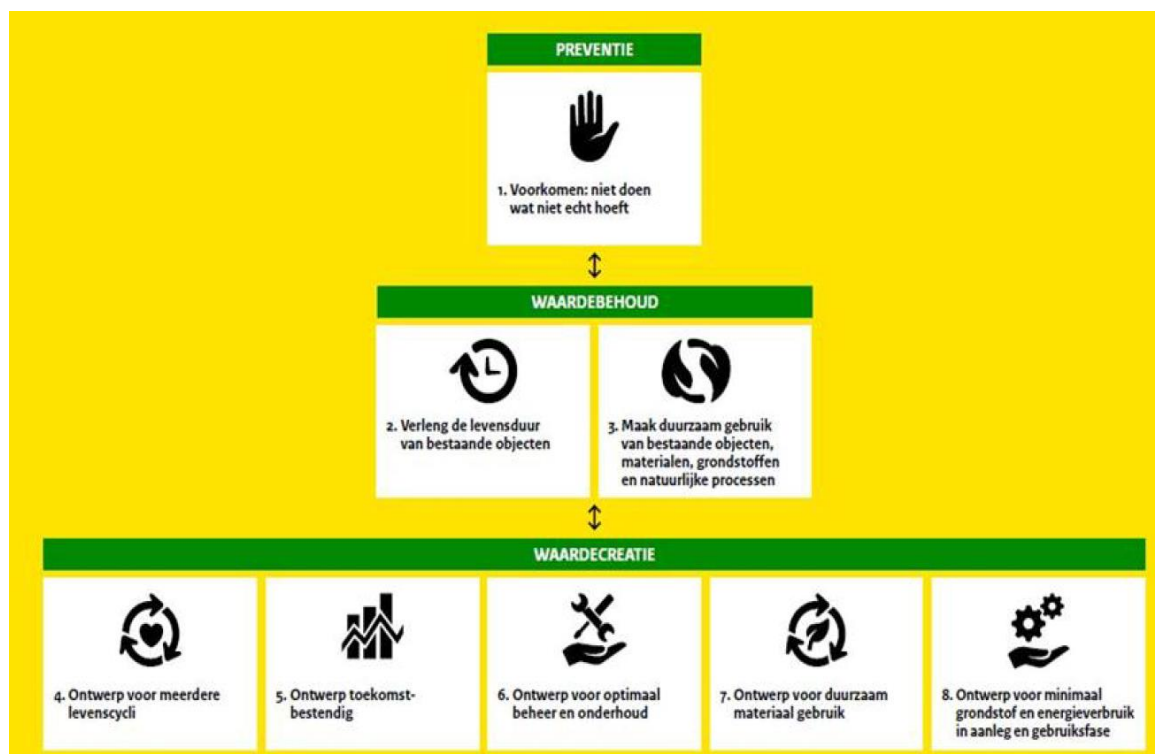 PREVENTIE
1. Voorkomen: niet doen
wat niet echt hoeft
WAARDEBEHOUD
2. Verleng de levensduur
van bestaande objecten
3. Maak duurzaam gebruik
van bestaande objecten,
materialen, grondstoffen
en natuurlijke processen
WAARDECREATIE
4. Ontwerp voor meerdere
levenscycli
5. Ontwerp toekomst-
bestendig
6. Ontwerp voor optimaal
beheer en onderhoud
7. Ontwerp voor duurzaam
materiaal gebruik
8. Ontwerp voor minimaal
grondstof en energieverbruik
in aanleg en gebruiksfase